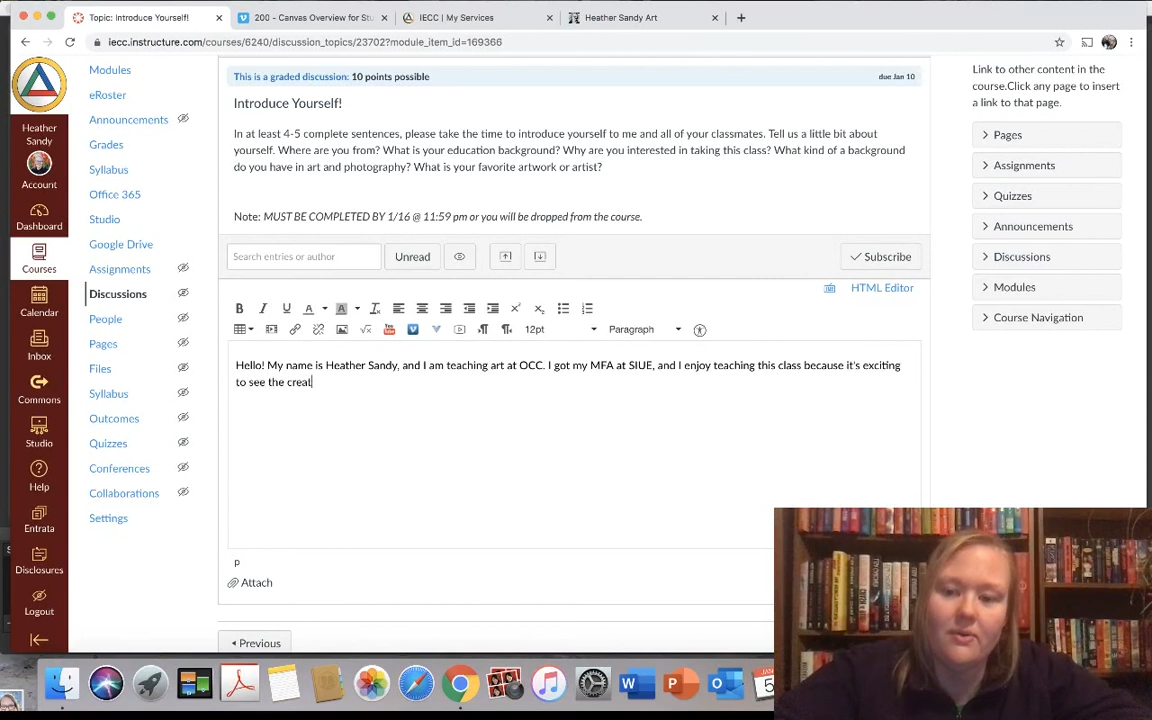 Topic: Introduce Yourself!
200 - Canvas Overview for Stu
IECC | My Services
Heather Sandy Art
iecc.instructure.com/courses/6240/discussion_topics/23702?module_item_id=169366
Heather
Sandy
Account
Dashboard
Courses
Calendar
Inbox
Commons
Studio
Help
Entrata
Disclosures
Logout
Modules
eRoster
Announcements
Grades
Syllabus
Office 365
Studio
Google Drive
Assignments
Discussions
People
Pages
Files
Syllabus
Outcomes
Quizzes
Conferences
Collaborations
Settings
This is a graded discussion: 10 points possible
due Jan 10
Introduce Yourself!
In at least 4-5 complete sentences, please take the time to introduce yourself to me and all of your classmates. Tell us a little bit about
yourself. Where are you from? What is your education background? Why are you interested in taking this class? What kind of a background
do you have in art and photography? What is your favorite artwork or artist?
Note: MUST BE COMPLETED BY 1/16 @ 11:59 pm or you will be dropped from the course.
Search entries or author
Unread
Subscribe
HTML Editor
12pt
Paragraph
Hello! My name is Heather Sandy, and I am teaching art at OCC. I got my MFA at SIUE, and I enjoy teaching this class because it's exciting
to see the creat
p
Attach
Previous
Link to other content in the
course.Click any page to insert
a link to that page.
Pages
Assignments
Quizzes
Announcements
Discussions
Modules
Course Navigation